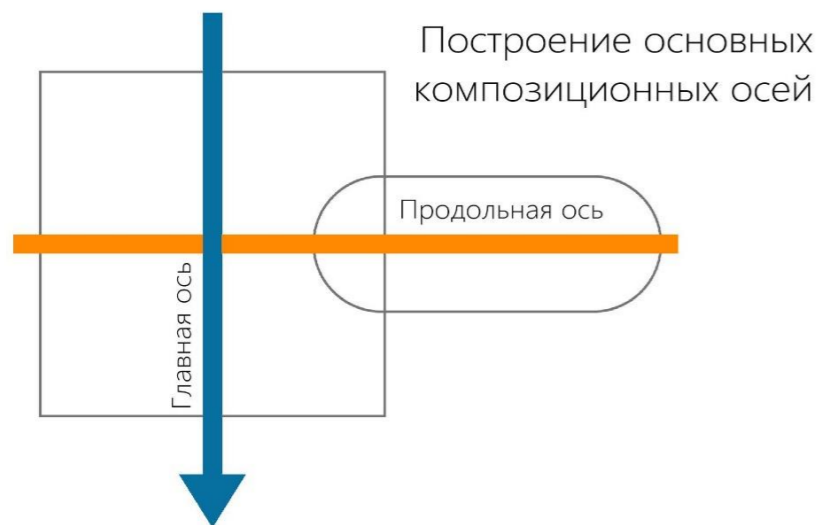 Построение основных
композиционных осей
Продольная ось
Главная ось